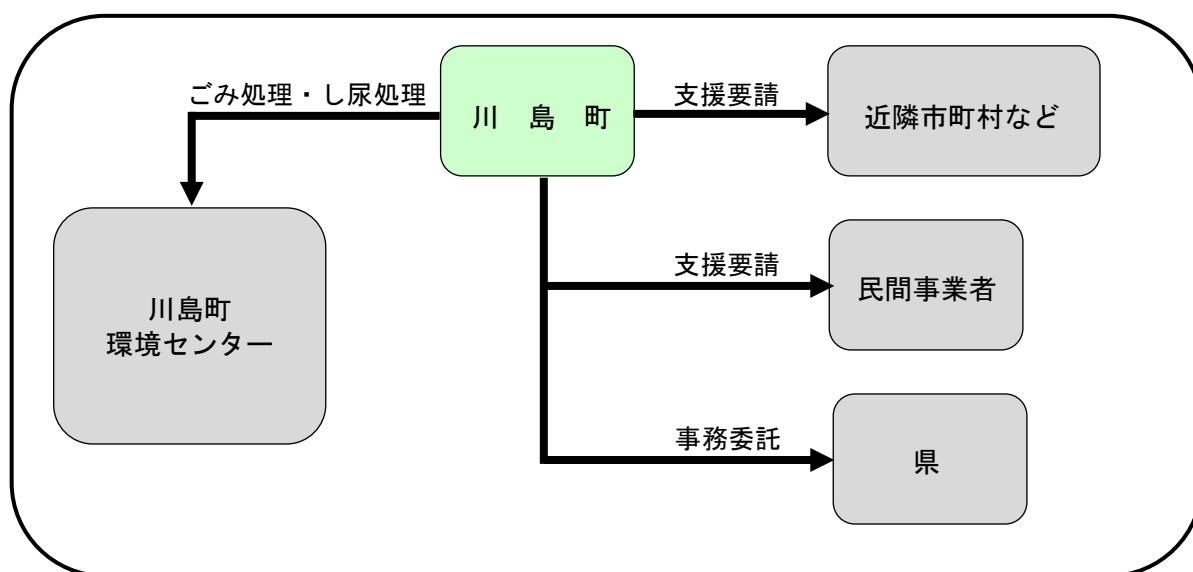 ごみ処理・し尿処理
川　島　町
支援要請
近隣市町村など
川島町
環境センター
支援要請
民間事業者
事務委託
県